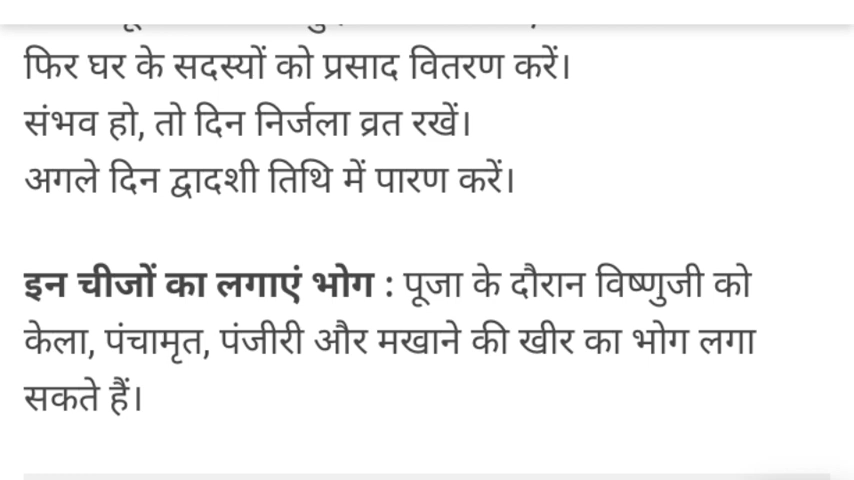 फिर घर के सदस्यों को प्रसाद वितरण करें।
संभव हो, तो दिन निर्जला व्रत रखें।
अगले दिन द्वादशी तिथि में पारण करें।
इन चीजों का लगाएं भोग : पूजा के दौरान विष्णुजी को
केला, पंचामृत, पंजीरी और मखाने की खीर का भोग लगा
सकते हैं।